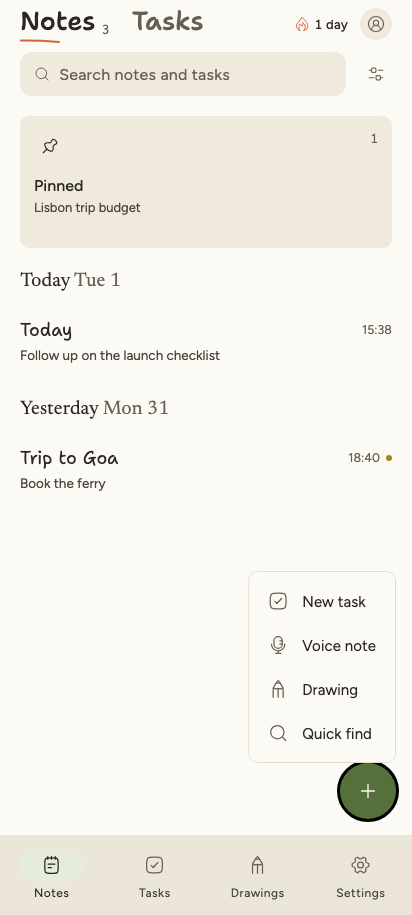 Notes 3 Tasks 1 day
Search notes and tasks
1
Pinned
Lisbon trip budget
Today Tue 1
Today 15:38
Follow up on the launch checklist
Yesterday Mon 31
Trip to Goa 18:40
Book the ferry
New task
Voice note
Drawing
Quick find
Notes Tasks Drawings Settings